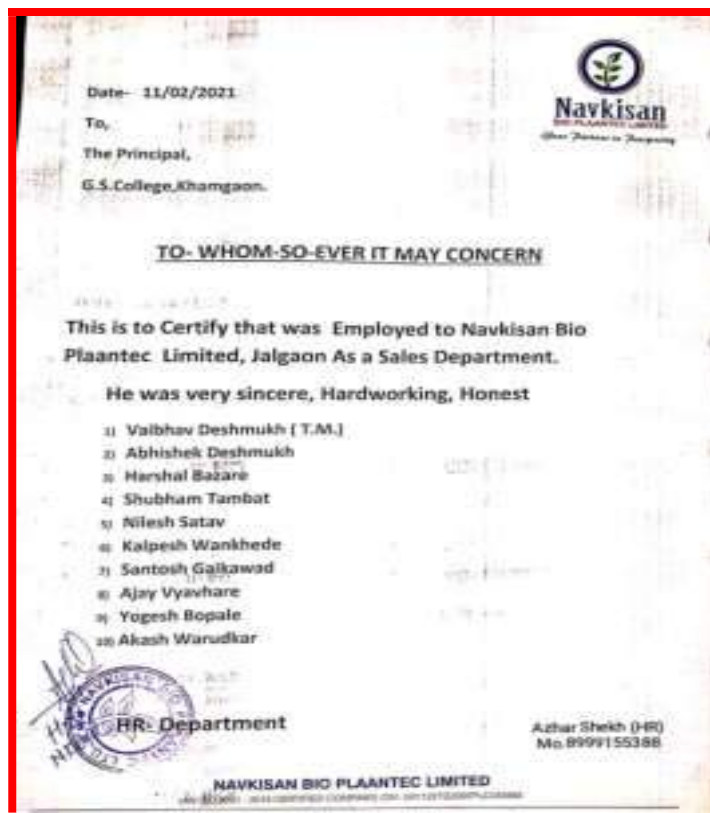 Date- 11/02/2021
To,
The Principal,
G.S.College,Khamgaon.
Navkisan
BIO PLAANTEC LIMITED
TO- WHOM-SO-EVER IT MAY CONCERN
This is to Certify that was Employed to Navkisan Bio
Plaantec Limited, Jalgaon As a Sales Department.
He was very sincere, Hardworking, Honest
1) Vaibhav Deshmukh ( T.M.)
2) Abhishek Deshmukh
3) Harshal Bazare
4) Shubham Tambat
5) Nilesh Satav
6) Kalpesh Wankhede
7) Santosh Gaikawad
8) Ajay Vyavhare
9) Yogesh Bopale
10) Akash Warudkar
HR- Department
Azhar Shekh (HR)
Mo.8999155388
NAVKISAN BIO PLAANTEC LIMITED